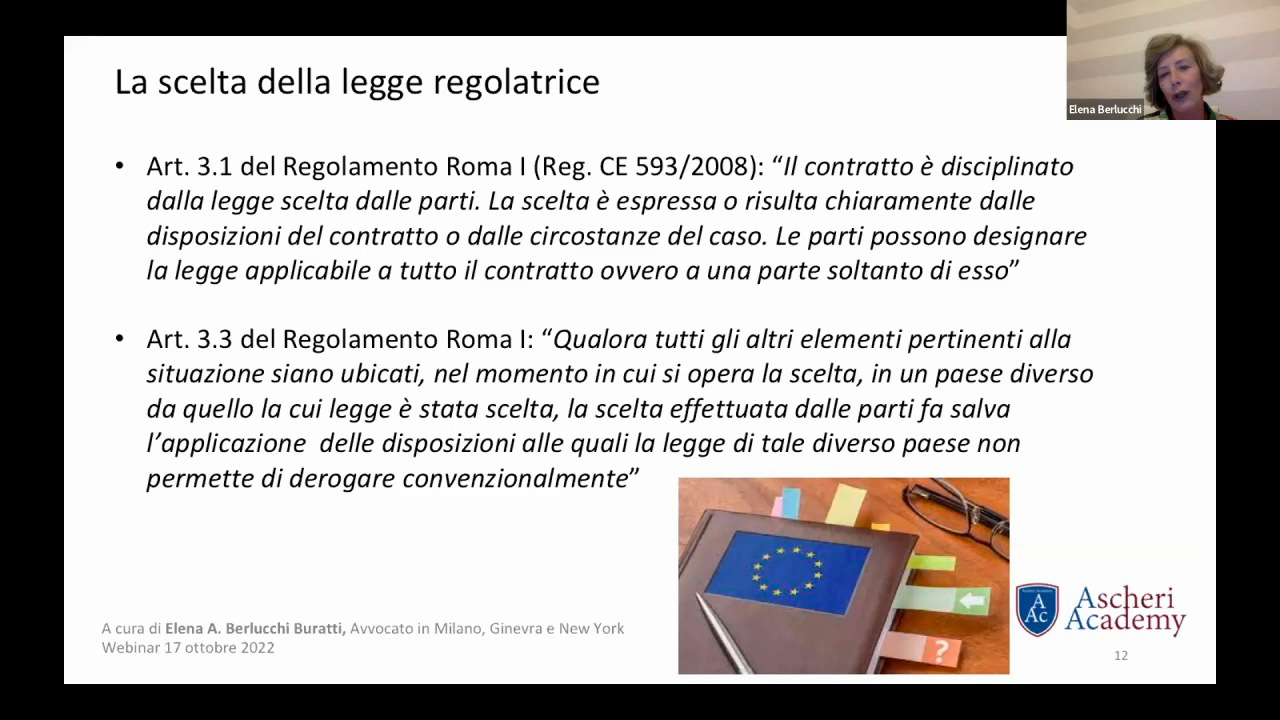 La scelta della legge regolatrice
Elena Berlucchi
• Art. 3.1 del Regolamento Roma I (Reg. CE 593/2008): “Il contratto è disciplinato
dalla legge scelta dalle parti. La scelta è espressa o risulta chiaramente dalle
disposizioni del contratto o dalle circostanze del caso. Le parti possono designare
la legge applicabile a tutto il contratto ovvero a una parte soltanto di esso”
• Art. 3.3 del Regolamento Roma I: “Qualora tutti gli altri elementi pertinenti alla
situazione siano ubicati, nel momento in cui si opera la scelta, in un paese diverso
da quello la cui legge è stata scelta, la scelta effettuata dalle parti fa salva
l’applicazione  delle disposizioni alle quali la legge di tale diverso paese non
permette di derogare convenzionalmente”
?
A
Ac
Ascheri
Academy
A cura di Elena A. Berlucchi Buratti, Avvocato in Milano, Ginevra e New York
Webinar 17 ottobre 2022
12